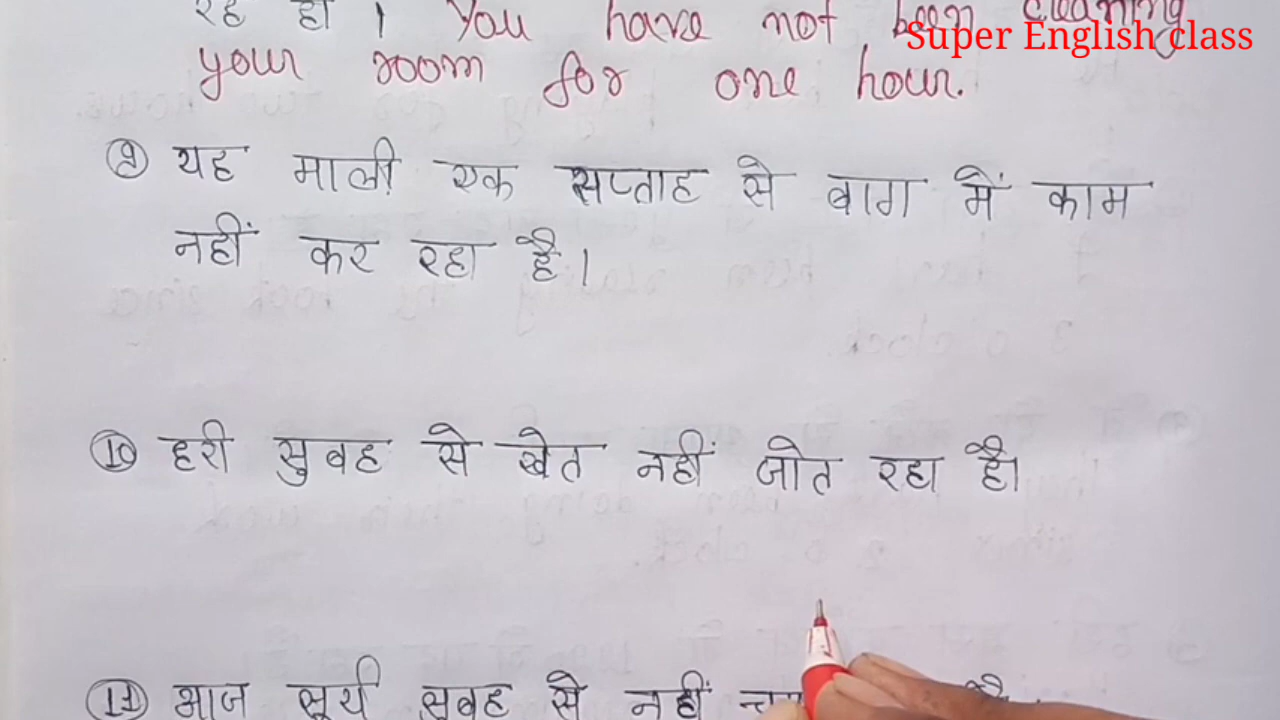 रहे हो । You have not been cleaning
Super English class
your room for one hour.
9 यह माली एक सप्ताह से बाग में काम
नहीं कर रहा है।
10 हरी सुबह से खेत नहीं जोत रहा है।
11 आज सूर्य सुबह से नहीं है